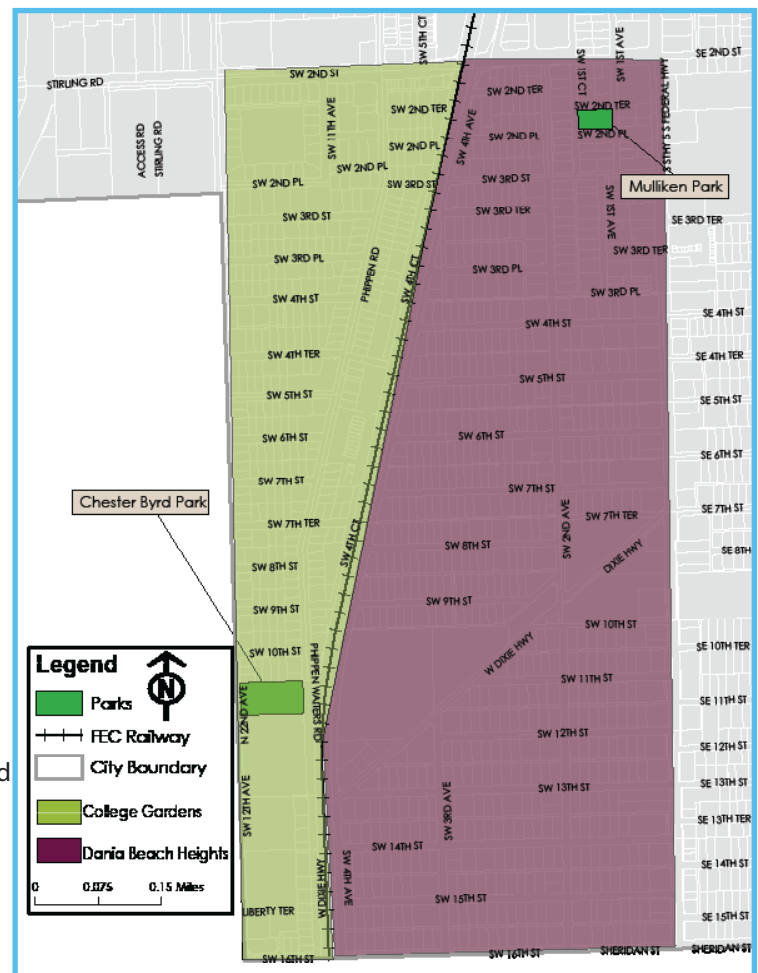 SW 5TH CT
SW 1ST CT
SW 1ST AVE
SE 2ND ST
STIRLING RD
SW 2ND ST
SW 2ND TER
SW 2ND TER
SW 2ND TER
SW 11TH AVE
SW 4TH AVE
S STHY 5 S FEDERAL HWY
ACCESS RD
STIRLING RD
SW 2ND PL
SW 2ND PL
SW 2ND PL
SW 2ND PL
SW 2ND PL
SW 3RD ST
SW 3RD ST
Mulliken Park
SW 3RD ST
SW 3RD TER
SW 1ST AVE
SE 3RD TER
SW 3RD TER
SW 3RD PL
PHIPPEN RD
SW 4TH CT
SW 3RD PL
SW 3RD PL
SW 4TH ST
SE 4TH ST
SW 4TH ST
SW 4TH TER
SE 4TH TER
SW 5TH ST
SW 5TH ST
SE 5TH ST
SW 6TH ST
SW 6TH ST
SE 6TH ST
SW 7TH ST
SW 7TH ST
Chester Byrd Park
SE 7TH ST
SW 7TH TER
SW 2ND AVE
SW 7TH TER
SW 4TH CT
SW 8TH ST
DIXIE HWY
SE 8TH
SW 8TH ST
SW 9TH ST
SW 9TH ST
SW 10TH ST
SW 10TH ST
SE 10TH TER
W DIXIE HWY
PHIPPEN WAITERS RD
Legend
N
Parks
FEC Railway
City Boundary
College Gardens
Dania Beach Heights
0 0.075 0.15 Miles
d
N 22ND AVE
SW 11TH ST
SE 11TH ST
SW 12TH ST
SE 12TH ST
SW 12TH AVE
SW 3RD AVE
SW 13TH ST
SE 13TH ST
SE 13TH TER
SW 14TH ST
SE 14TH ST
W DIXIE HWY
SW 4TH AVE
SW 15TH ST
LIBERTY TER
SE 15TH ST
SW 16TH ST
SW 16TH ST
SHERIDAN ST
SHERIDAN ST